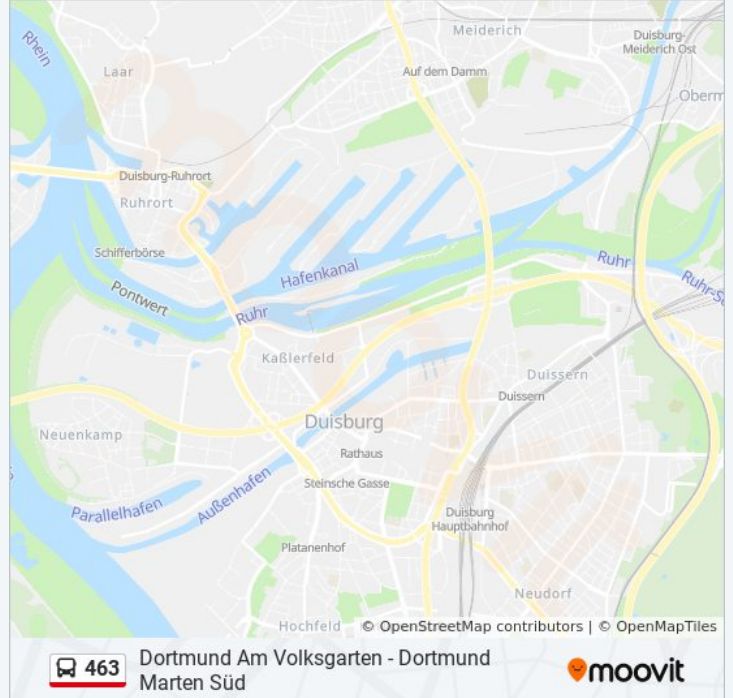 Rhein
Meiderich
Duisburg-
Meiderich Ost
Laar
Auf dem Damm
Duisburg-Ruhrort
Ruhrort
Schifferbörse
Hafenkanal
Ruhr
Pontwert
Ruhr
Kaßlerfeld
Duissern
Duissern
Duisburg
Neuenkamp
Rathaus
Steinsche Gasse
Außenhafen
Parallelhafen
Duisburg
Hauptbahnhof
Platanenhof
Neudorf
Hochfeld
© OpenStreetMap contributors | © OpenMapTiles
463
Dortmund Am Volksgarten - Dortmund
Marten Süd
moovit